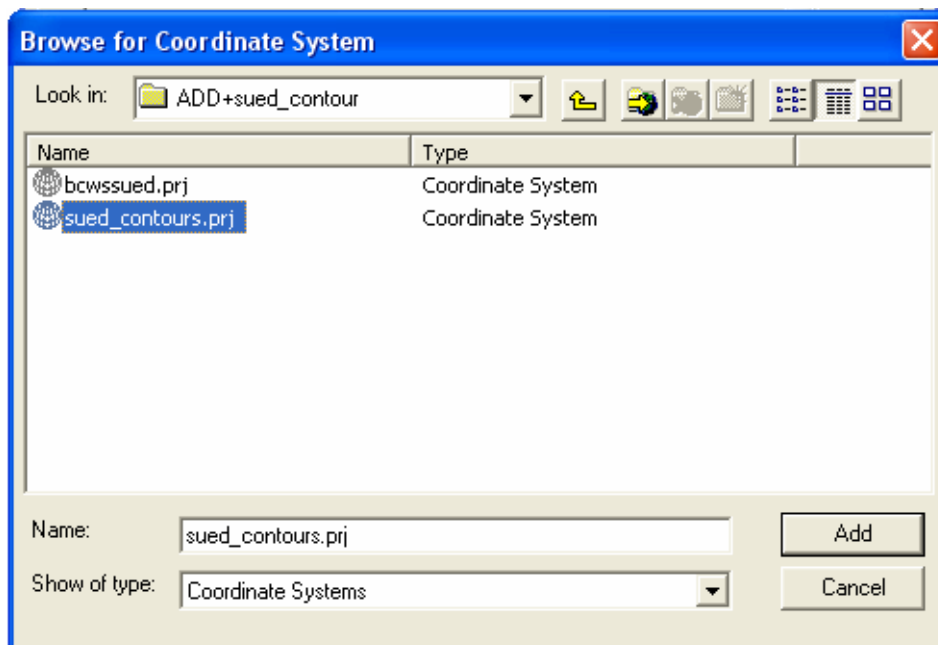 Browse for Coordinate System
Look in: ADD+sued_contour
Name Type
bcwssued.prj Coordinate System
sued_contours.prj Coordinate System
Name: sued_contours.prj Add
Show of type: Coordinate Systems Cancel